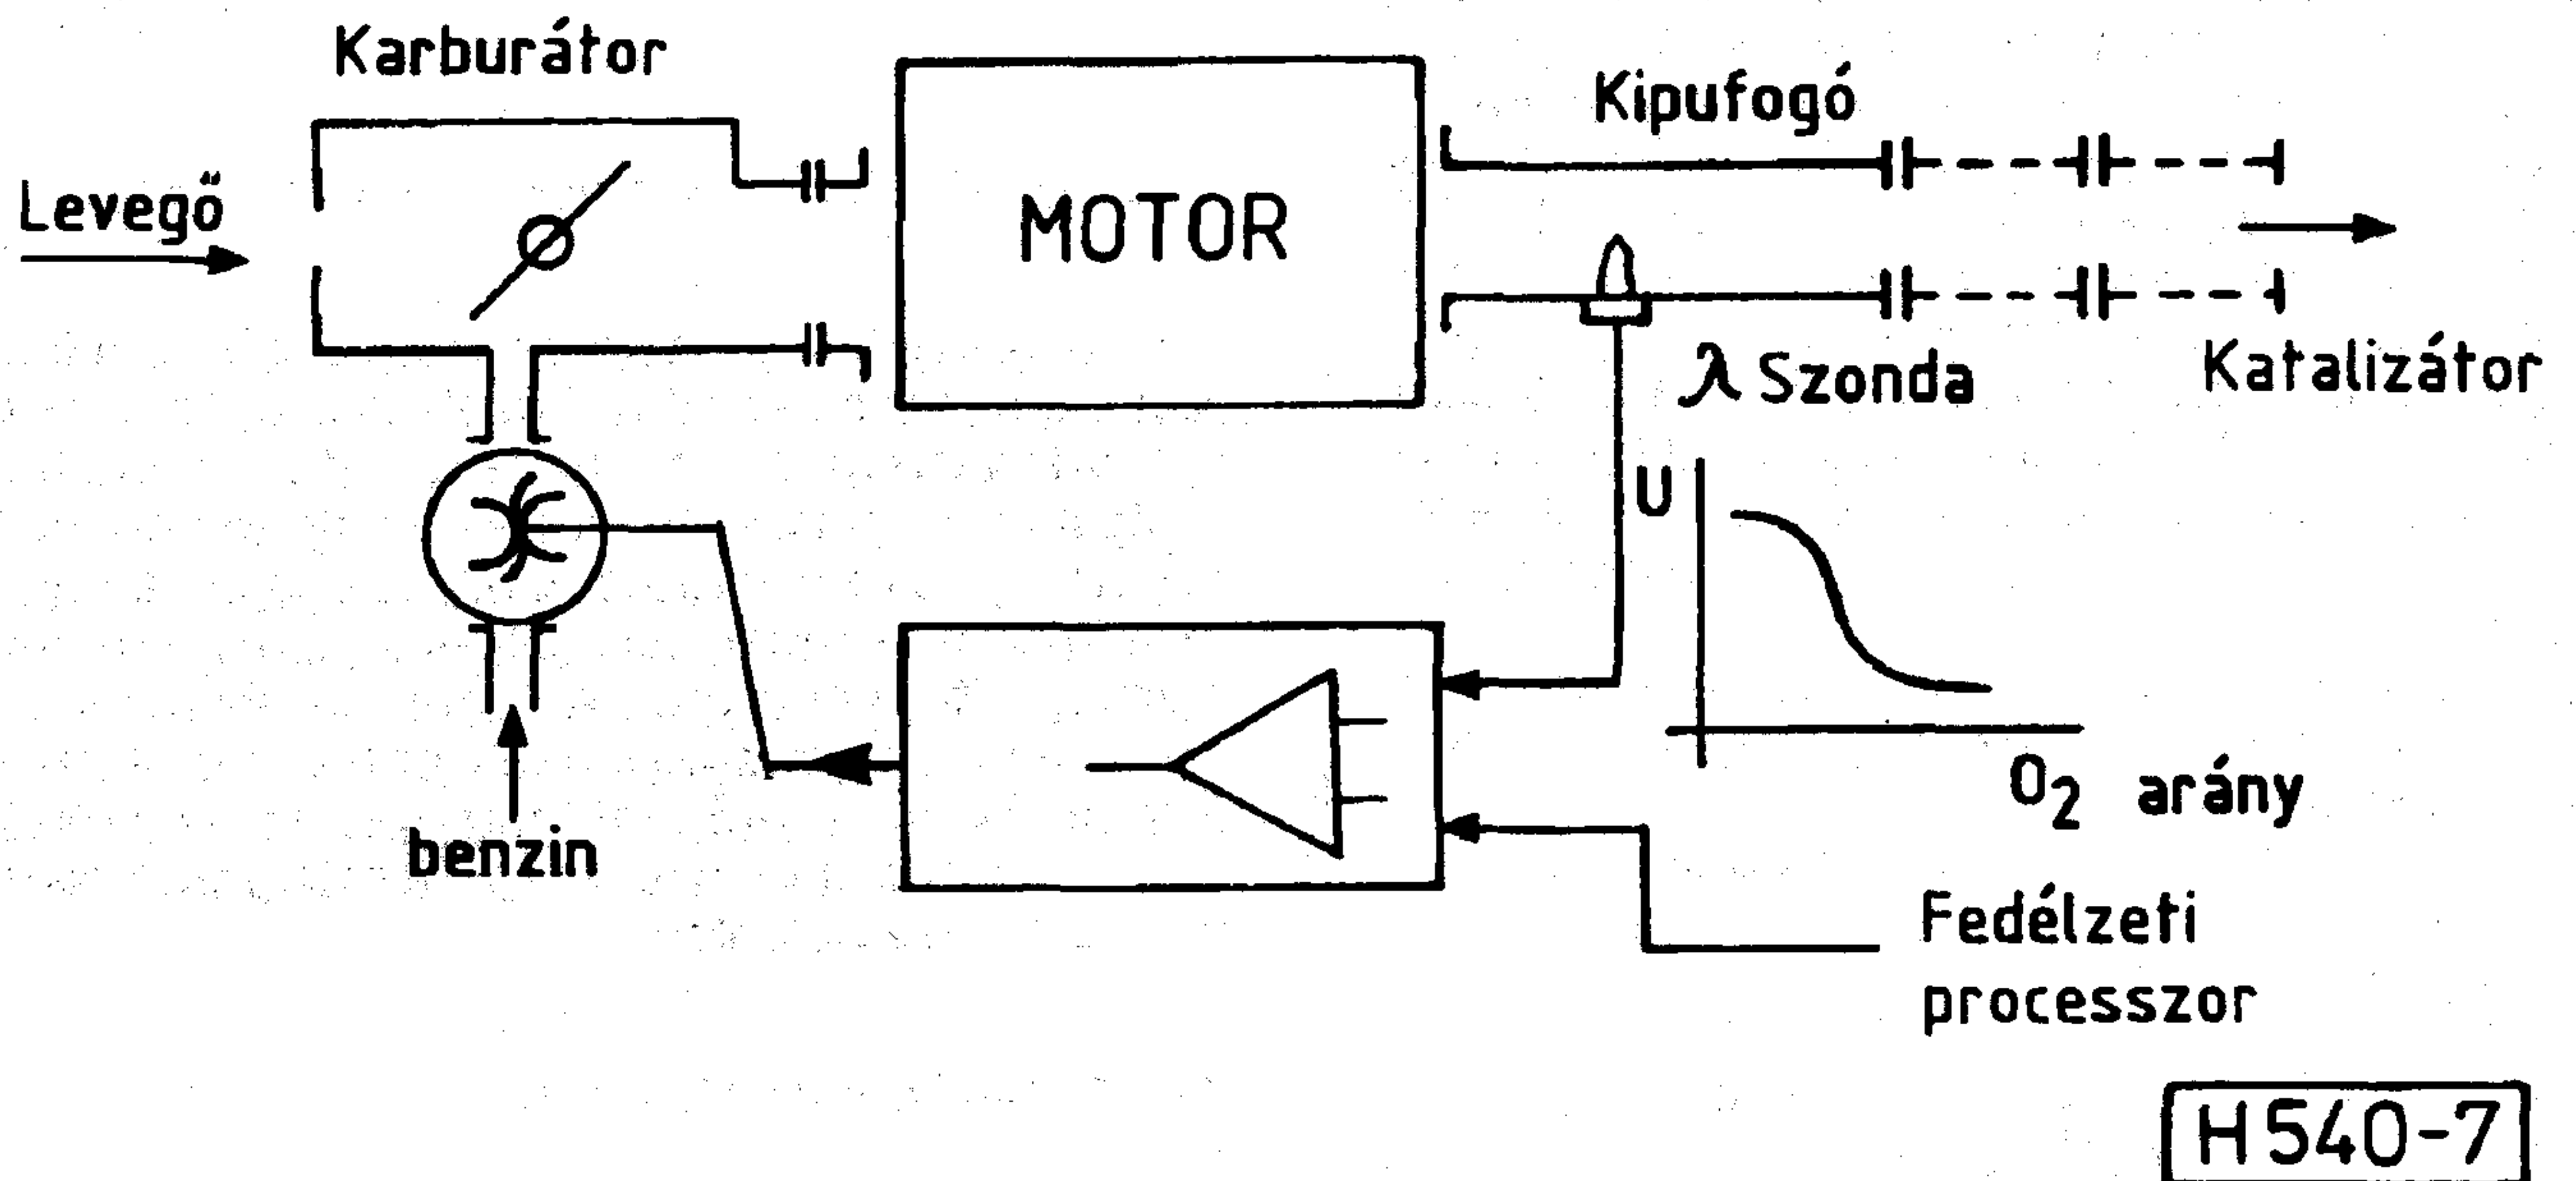 Karburátor
Kipufogó
Levegő
MOTOR
λ Szonda
Katalizátor
U
O₂ arány
benzin
Fedélzeti
processzor
H540-7